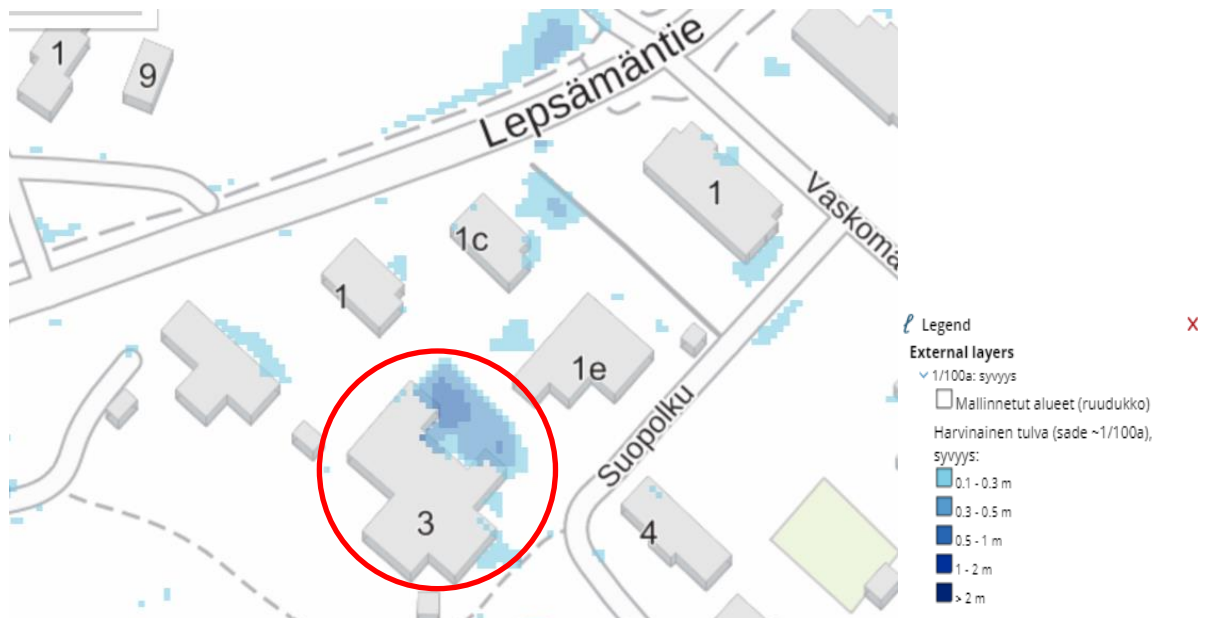 1
9
Lepsämäntie
1
Vaskomä
1c
1
1e
Suopolku
3
4
Legend
X
External layers
1/100a: syvyys
Mallinnetut alueet (ruudukko)
Harvinainen tulva (sade ~1/100a),
syvyys:
0.1 - 0.3 m
0.3 - 0.5 m
0.5 - 1 m
1 - 2 m
> 2 m